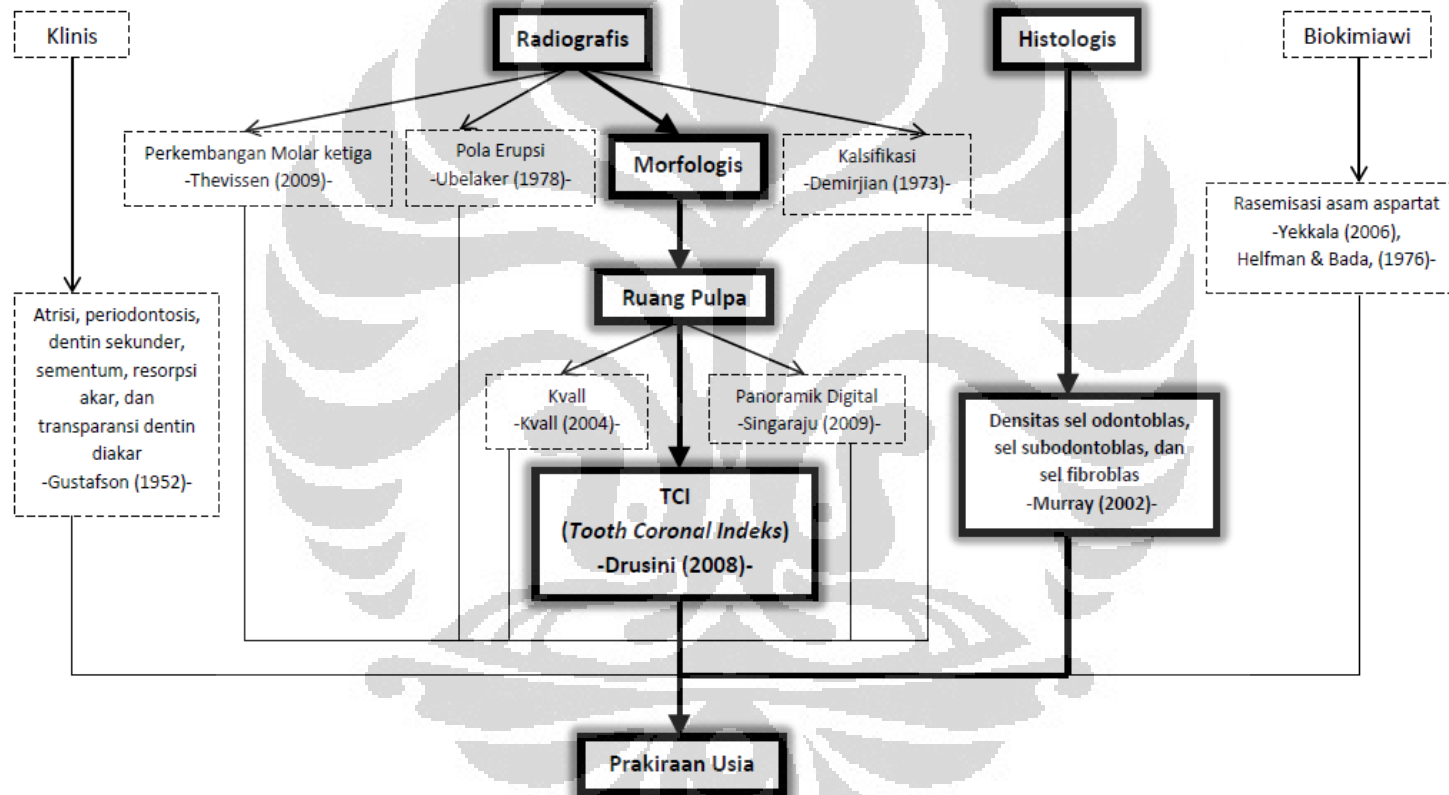 Klinis
Radiografis
Histologis
Biokimiawi
Perkembangan Molar ketiga
-Thevissen (2009)-
Pola Erupsi
-Ubelaker (1978)-
Morfologis
Kalsifikasi
-Demirjian (1973)-
Rasemisasi asam aspartat
-Yekkala (2006),
Helfman & Bada, (1976)-
Ruang Pulpa
Atrisi, periodontosis,
dentin sekunder,
sementum, resorpsi
akar, dan
transparansi dentin
diakar
-Gustafson (1952)-
Kvall
-Kvall (2004)-
Panoramik Digital
-Singaraju (2009)-
Densitas sel odontoblas,
sel subodontoblas, dan
sel fibroblas
-Murray (2002)-
TCI
(Tooth Coronal Indeks)
-Drusini (2008)-
Prakiraan Usia